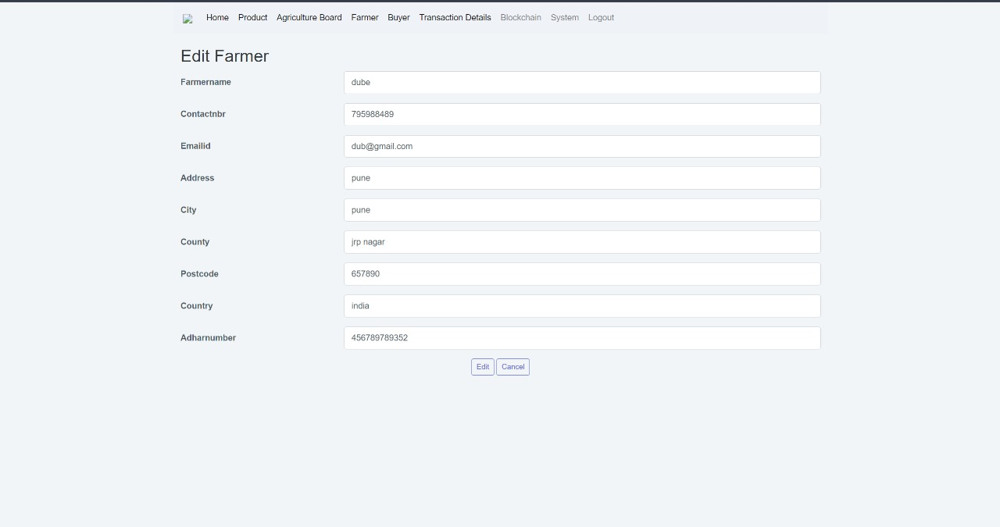 Home Product Agriculture Board Farmer Buyer Transaction Details Blockchain System Logout
Edit Farmer
Farmername dube
Contactnbr 795988489
Emailid dub@gmail.com
Address pune
City pune
County jrp nagar
Postcode 657890
Country india
Adharnumber 456789789352
Edit Cancel